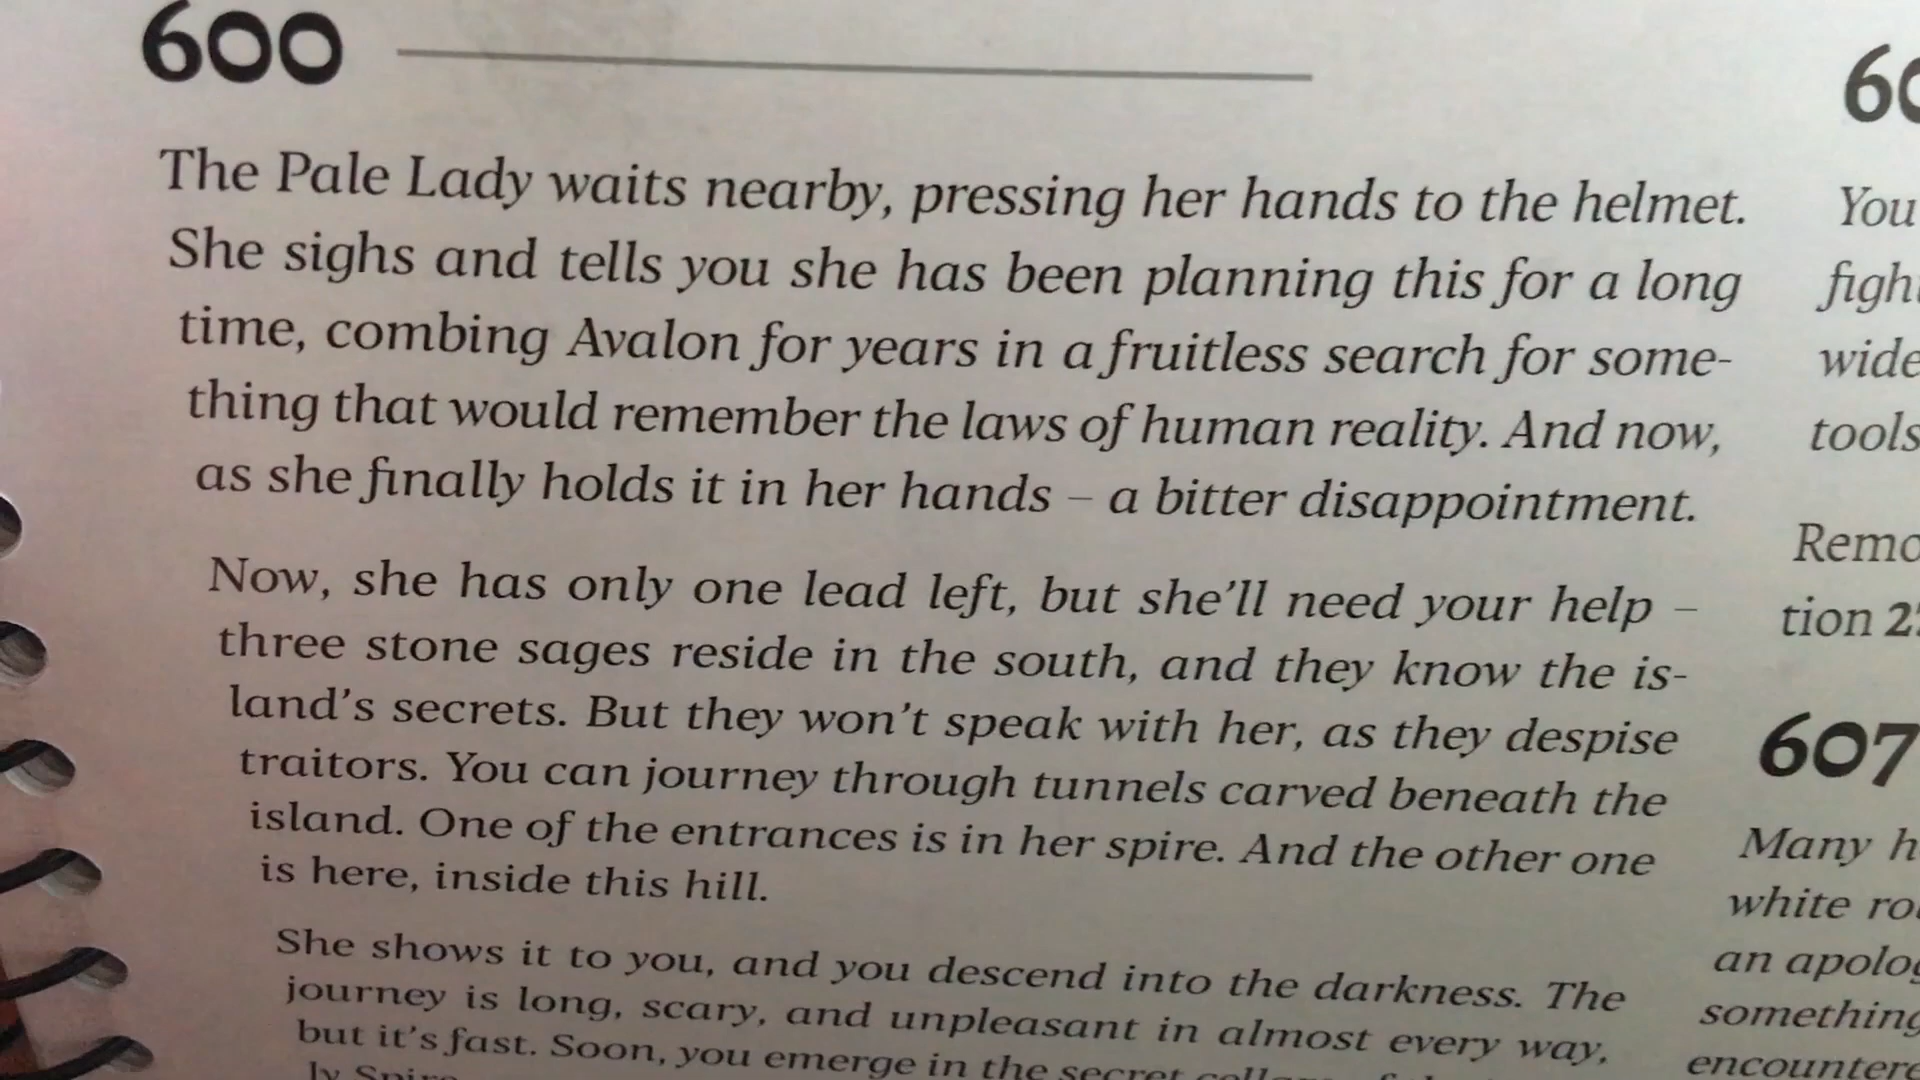 600
The Pale Lady waits nearby, pressing her hands to the helmet.
She sighs and tells you she has been planning this for a long
time, combing Avalon for years in a fruitless search for some-
thing that would remember the laws of human reality. And now,
as she finally holds it in her hands – a bitter disappointment.
Now, she has only one lead left, but she'll need your help –
three stone sages reside in the south, and they know the is-
land's secrets. But they won't speak with her, as they despise
traitors. You can journey through tunnels carved beneath the
island. One of the entrances is in her spire. And the other one
is here, inside this hill.
She shows it to you, and you descend into the darkness. The
journey is long, scary, and unpleasant in almost every way,
but it's fast. Soon, you emerge in the secret
You
wide
tools
tion
607
Many
white
an
something